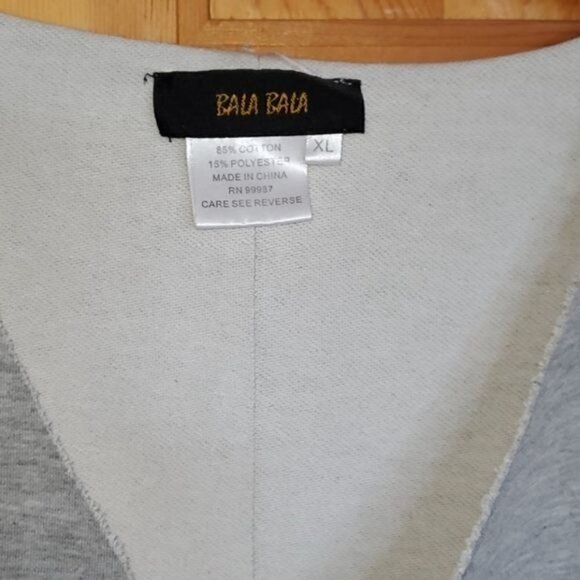 BALA BALA
XL
85% COTTON
15% POLYESTER
MADE IN CHINA
RN 99937
CARE SEE REVERSE